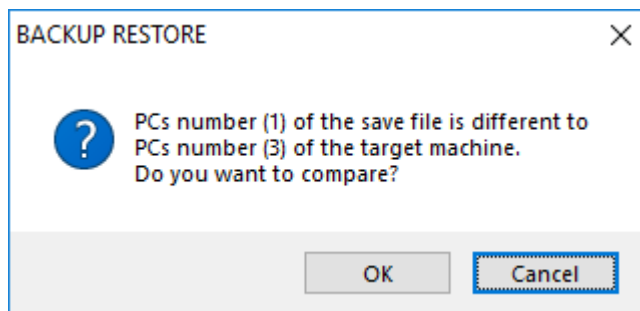 BACKUP RESTORE
PCs number (1) of the save file is different to
PCs number (3) of the target machine.
Do you want to compare?
OK
Cancel